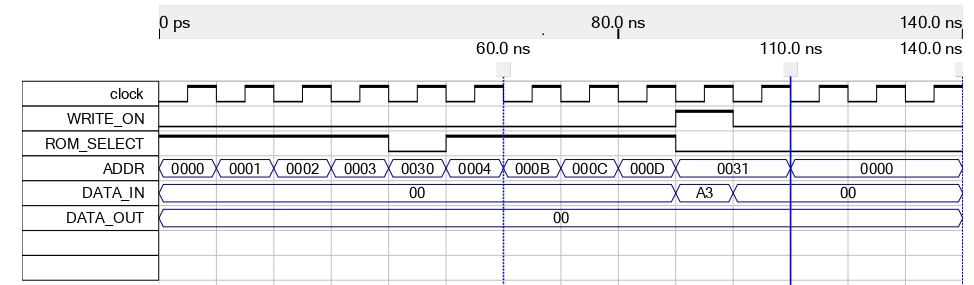 0 ps 80.0 ns 140.0 ns
60.0 ns 110.0 ns 140.0 ns
clock
WRITE_ON
ROM_SELECT
ADDR 0000 0001 0002 0003 0030 0004 000B 000C 000D 0031 0000
DATA_IN 00 A3 00
DATA_OUT 00